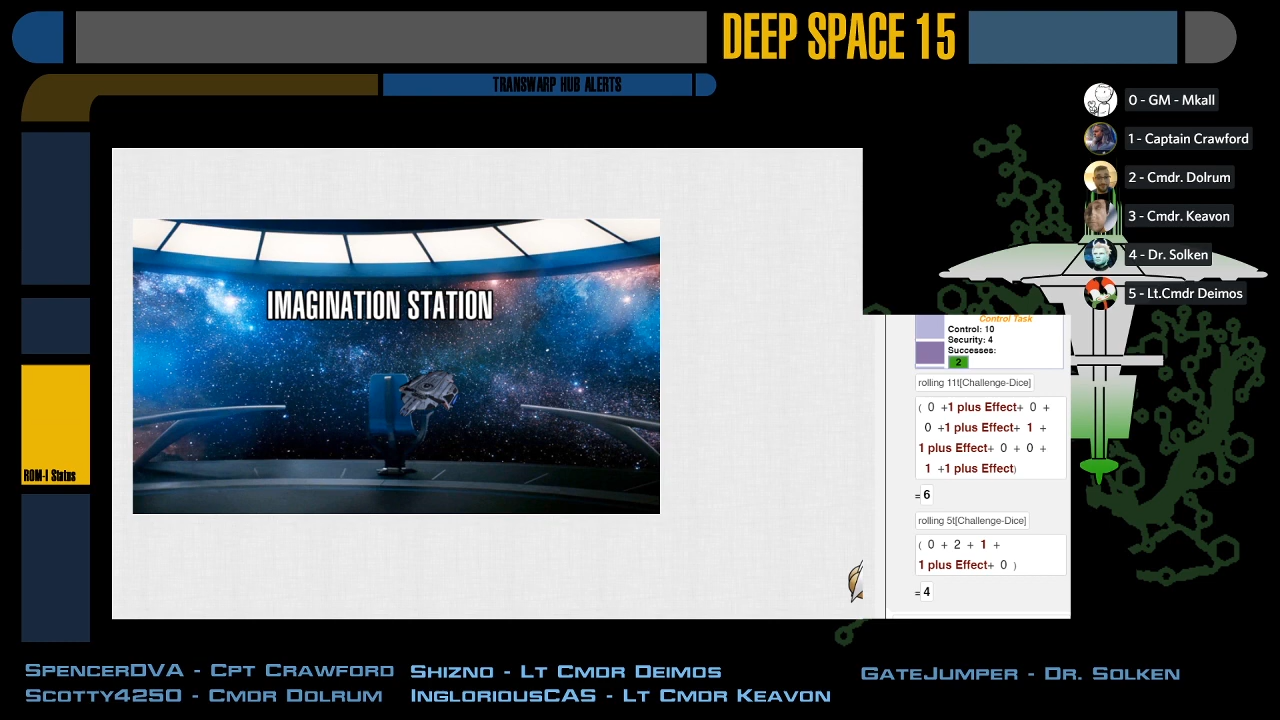 DEEP SPACE 15
TRANSWARP HUB ALERTS
0 - GM - Mkall
1 - Captain Crawford
2 - Cmdr. Dolrum
3 - Cmdr. Keavon
4 - Dr. Solken
5 - Lt.Cmdr Deimos
IMAGINATION STATION
Control Task
Control: 10
Security: 4
Successes:
2
rolling 11t[Challenge-Dice]
( 0 +1 plus Effect+ 0 +
0 +1 plus Effect+ 1 +
1 plus Effect+ 0 + 0 +
1 +1 plus Effect)
=6
rolling 5t[Challenge-Dice]
( 0 + 2 + 1 +
1 plus Effect+ 0 )
=4
ROM-I Status
SpencerDVA - Cpt Crawford
Shizno - Lt Cmdr Deimos
GateJumper - Dr. Solken
Scotty4250 - Cmdr Dolrum
IngloriousCAS - Lt Cmdr Keavon